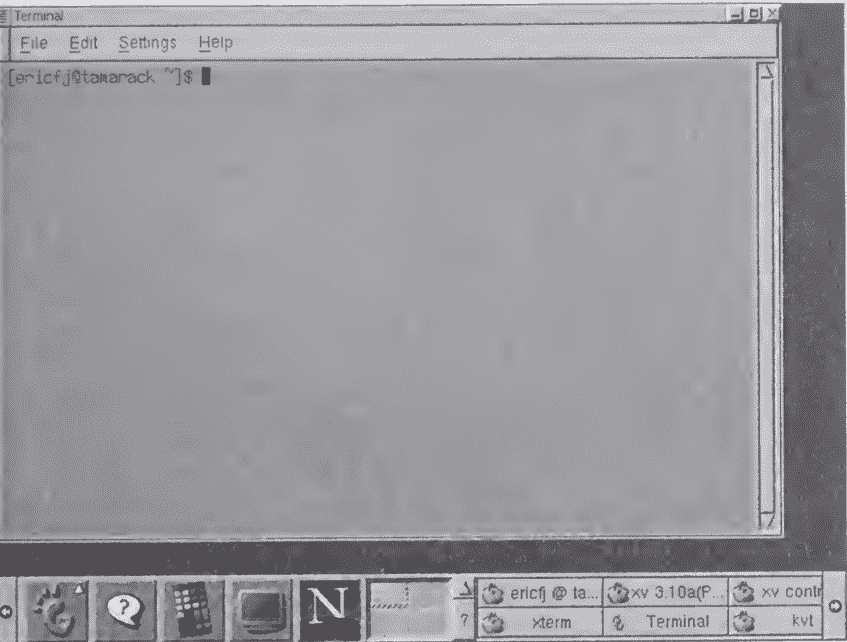 Terminal
File Edit Settings Help
[ericfj@tamarack ~]$
?
N
?
ericfj @ ta...
xv 3.10a(P...
xv contr
xterm
Terminal
kvt